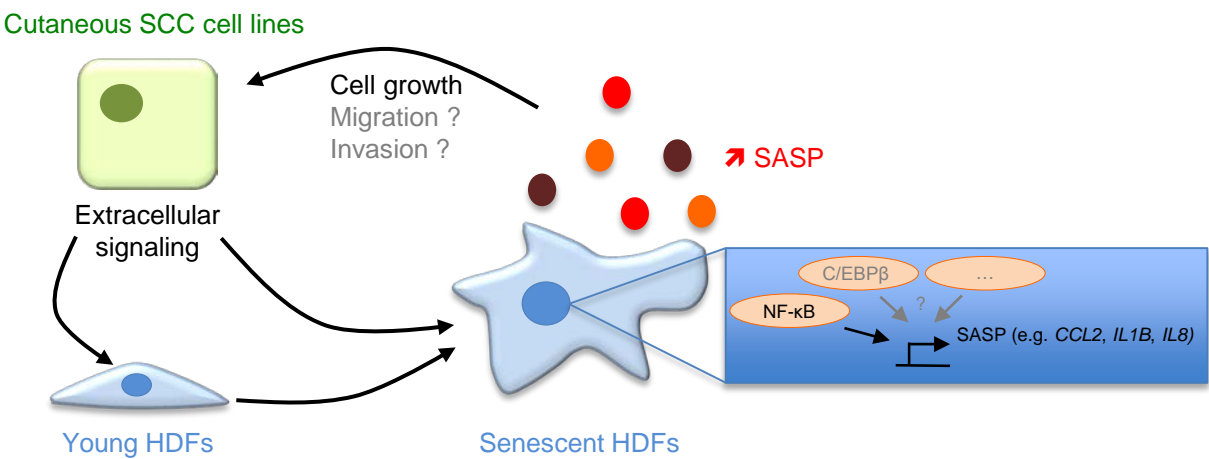 Cutaneous SCC cell lines
Cell growth
Migration ?
Invasion ?
↗ SASP
Extracellular
signaling
C/EBPβ
…
?
NF-κB
SASP (e.g. CCL2, IL1B, IL8)
Young HDFs
Senescent HDFs